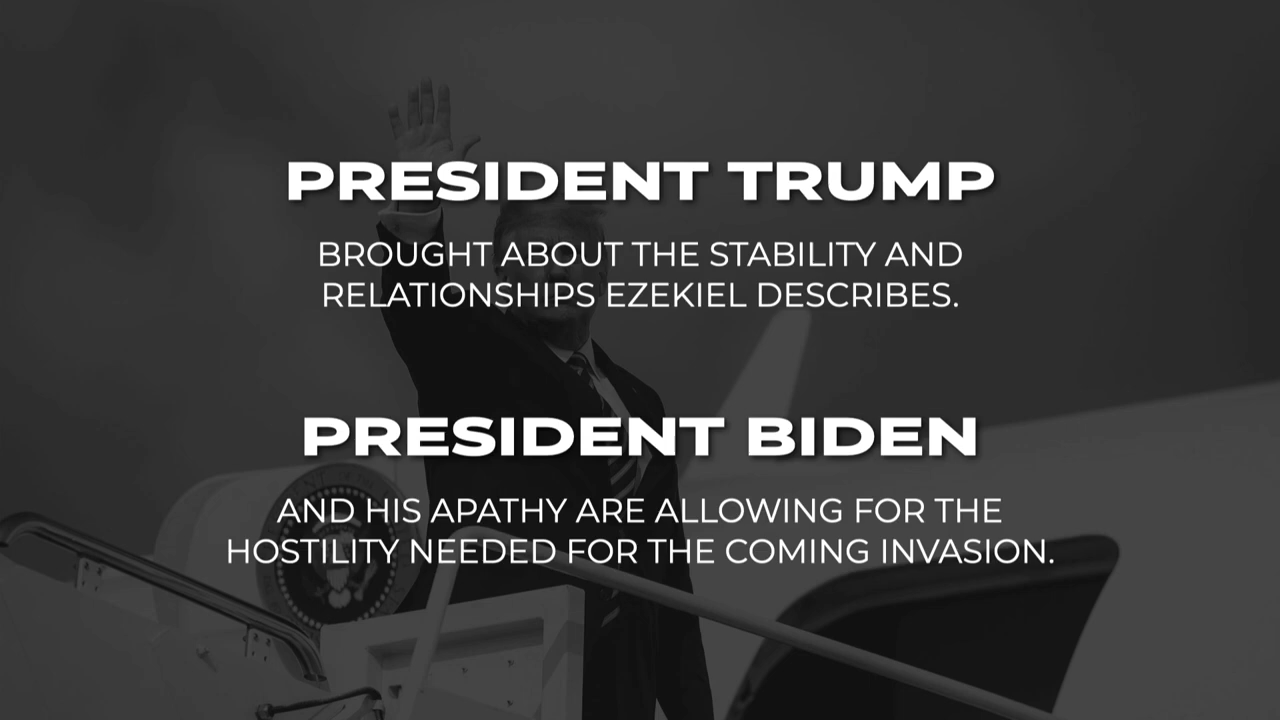 PRESIDENT TRUMP
BROUGHT ABOUT THE STABILITY AND
RELATIONSHIPS EZEKIEL DESCRIBES.
PRESIDENT BIDEN
AND HIS APATHY ARE ALLOWING FOR THE
HOSTILITY NEEDED FOR THE COMING INVASION.